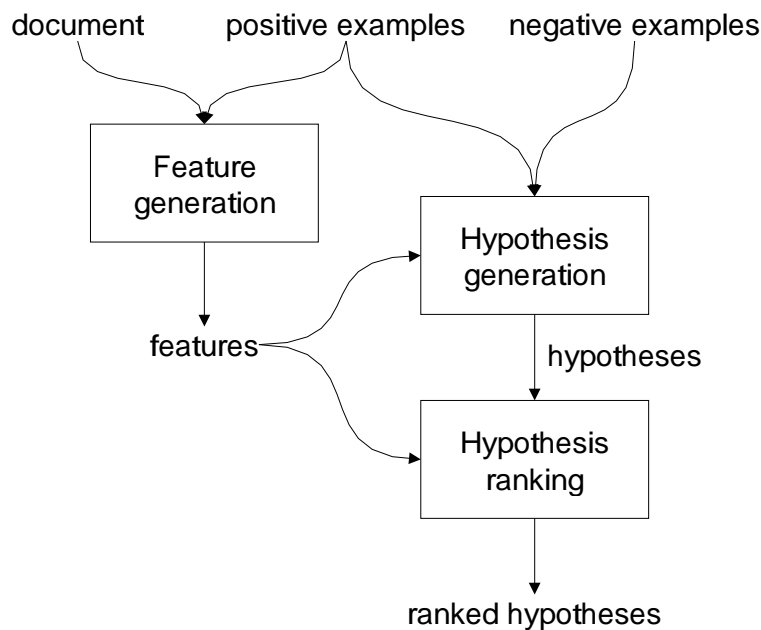 document
positive examples
negative examples
Feature
generation
Hypothesis
generation
features
hypotheses
Hypothesis
ranking
ranked hypotheses